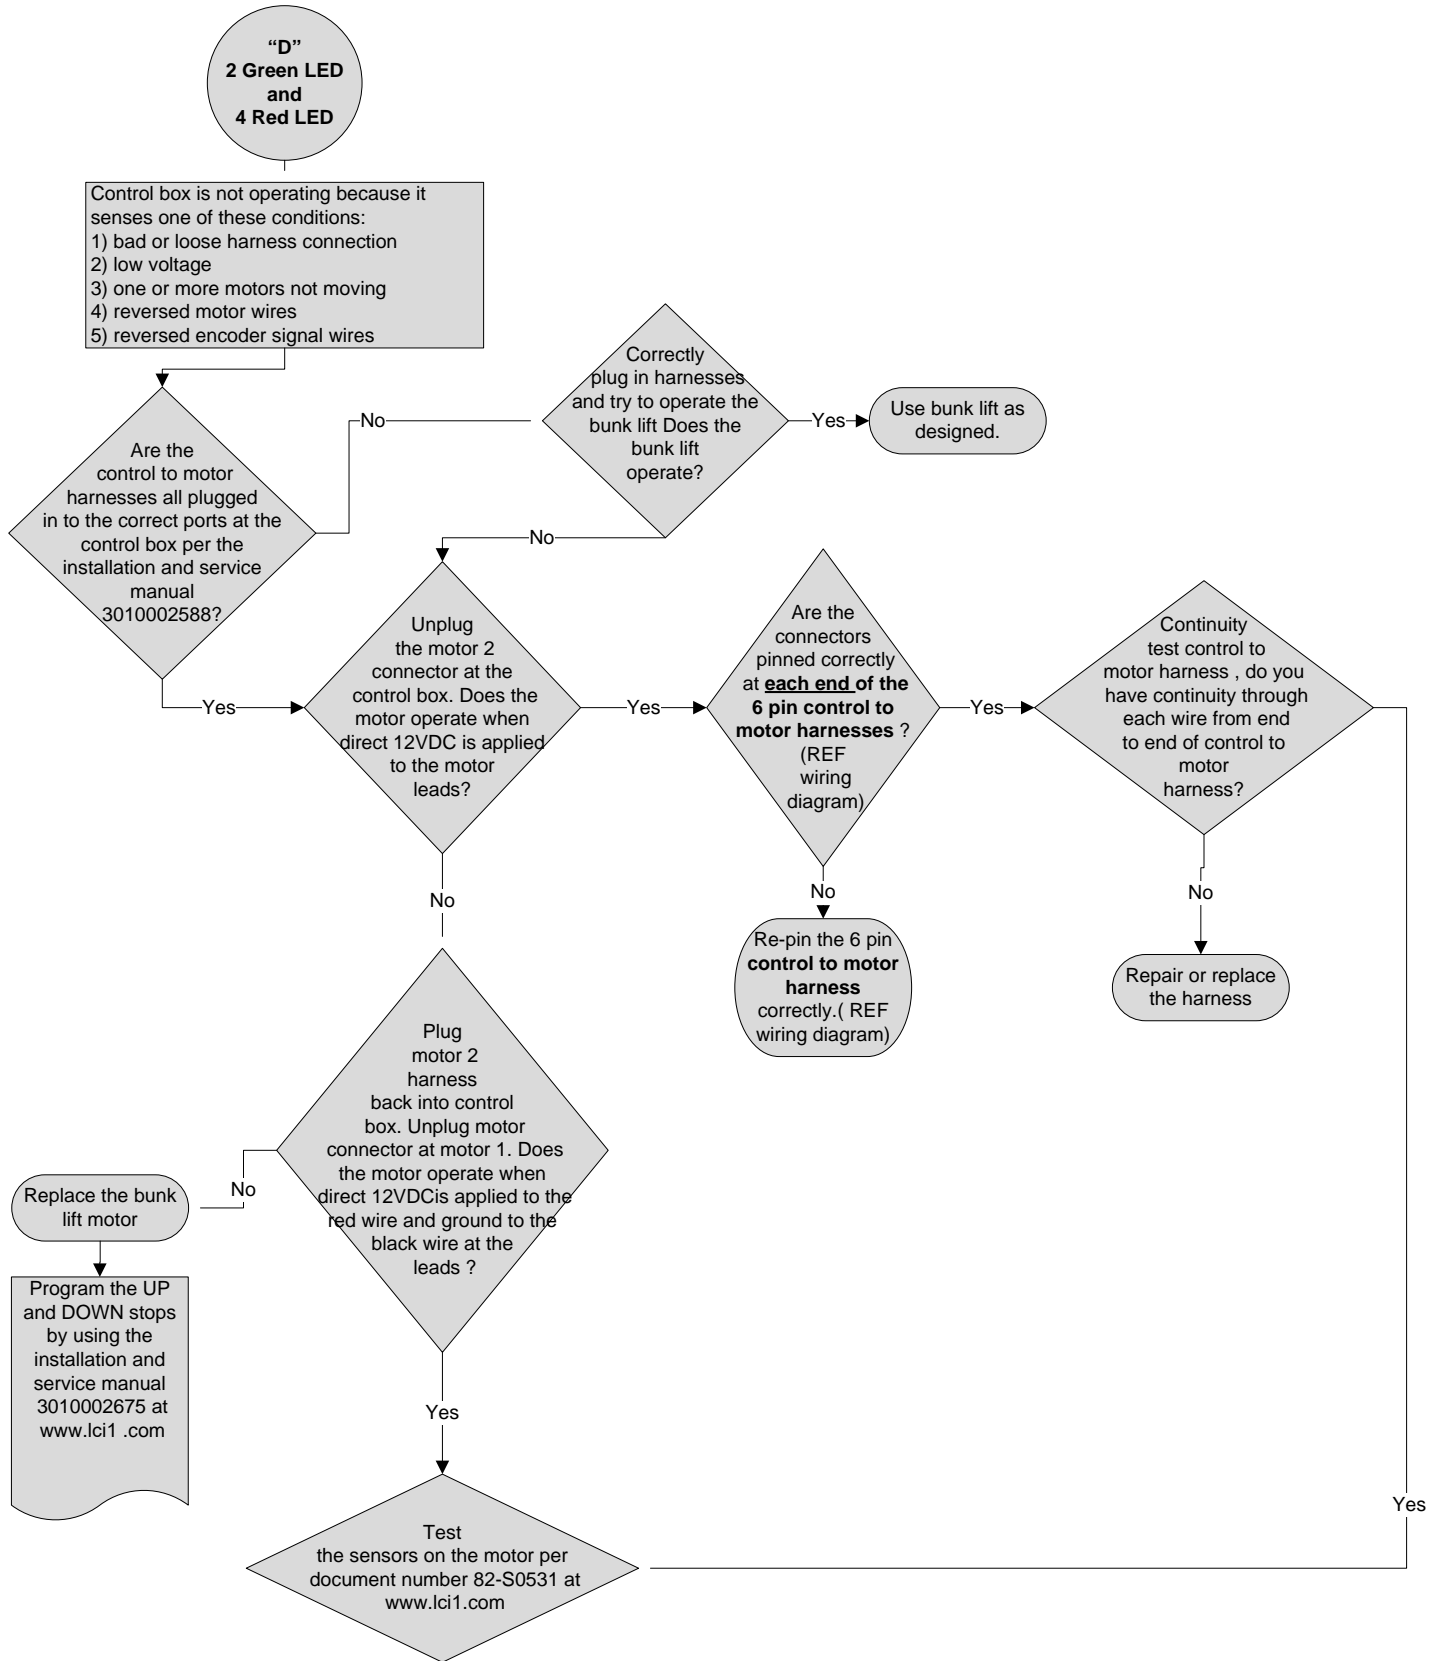 “D”
2 Green LED
and
4 Red LED
Control box is not operating because it
senses one of these conditions:
1) bad or loose harness connection
2) low voltage
3) one or more motors not moving
4) reversed motor wires
5) reversed encoder signal wires
Are the
control to motor
harnesses all plugged
in to the correct ports at the
control box per the
installation and service
manual
3010002588?
No
Correctly
plug in harnesses
and try to operate the
bunk lift Does the
bunk lift
operate?
Yes
Use bunk lift as
designed.
No
Yes
Unplug
the motor 2
connector at the
control box. Does the
motor operate when
direct 12VDC is applied
to the motor
leads?
Yes
Are the
connectors
pinned correctly
at each end of the
6 pin control to
motor harnesses ?
(REF
wiring
diagram)
Yes
Continuity
test control to
motor harness , do you
have continuity through
each wire from end
to end of control to
motor
harness?
No
No
No
Re-pin the 6 pin
control to motor
harness
correctly.( REF
wiring diagram)
Repair or replace
the harness
Plug
motor 2
harness
back into control
box. Unplug motor
connector at motor 1. Does
the motor operate when
direct 12VDCis applied to the
red wire and ground to the
black wire at the
leads ?
No
Replace the bunk
lift motor
Program the UP
and DOWN stops
by using the
installation and
service manual
3010002675 at
www.lci1 .com
Yes
Yes
Test
the sensors on the motor per
document number 82-S0531 at
www.lci1.com